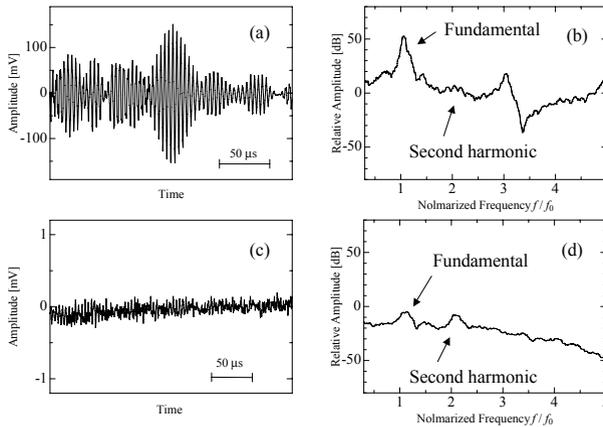 (a)
Amplitude [mV]
100
0
-100
50 μs
Time
(b)
Relative Amplitude [dB]
50
0
-50
Fundamental
Second harmonic
1 2 3 4
Nolmarized Frequency f / f0
(c)
Amplitude [mV]
1
0
-1
50 μs
Time
(d)
Relative Amplitude [dB]
50
0
-50
Fundamental
Second harmonic
1 2 3 4
Nolmarized Frequency f / f0